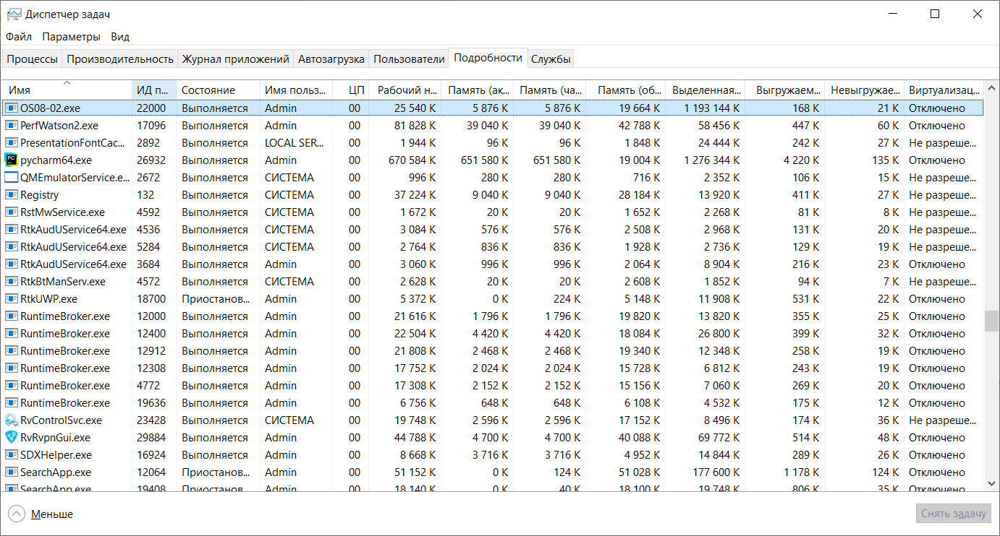 Диспетчер задач
Файл Параметры Вид
Процессы Производительность Журнал приложений Автозагрузка Пользователи Подробности Службы
Имя ИД п... Состояние Имя польз... ЦП Рабочий н... Память (ак... Память (ча... Память (об... Выделенная... Выгружаем... Невыгружае... Виртуализац...
OS08-02.exe 22000 Выполняется Admin 00 25 540 K 5 876 K 5 876 K 19 664 K 1 193 144 K 168 K 21 K Отключено
PerfWatson2.exe 17096 Выполняется Admin 00 81 828 K 39 040 K 39 040 K 42 788 K 58 456 K 447 K 60 K Отключено
PresentationFontCac... 2892 Выполняется LOCAL SER... 00 1 944 K 96 K 96 K 1 848 K 24 444 K 242 K 27 K Не разреше...
pycharm64.exe 26932 Выполняется Admin 00 670 584 K 651 580 K 651 580 K 19 004 K 1 276 344 K 4 220 K 135 K Отключено
QMEmulatorService.e... 2672 Выполняется СИСТЕМА 00 996 K 280 K 280 K 716 K 2 352 K 106 K 15 K Не разреше...
Registry 132 Выполняется СИСТЕМА 00 37 224 K 9 040 K 9 040 K 28 184 K 13 920 K 411 K 27 K Не разреше...
RstMwService.exe 4592 Выполняется СИСТЕМА 00 1 672 K 20 K 20 K 1 652 K 2 268 K 81 K 8 K Не разреше...
RtkAudUService64.exe 4536 Выполняется СИСТЕМА 00 3 084 K 576 K 576 K 2 508 K 2 968 K 131 K 20 K Не разреше...
RtkAudUService64.exe 5284 Выполняется СИСТЕМА 00 2 764 K 836 K 836 K 1 928 K 2 736 K 129 K 19 K Не разреше...
RtkAudUService64.exe 3684 Выполняется Admin 00 3 060 K 996 K 996 K 2 064 K 8 904 K 216 K 23 K Отключено
RtkBtManServ.exe 4572 Выполняется СИСТЕМА 00 2 628 K 20 K 20 K 2 608 K 1 852 K 94 K 7 K Не разреше...
RtkUWP.exe 18700 Приостанов... Admin 00 5 372 K 0 K 224 K 5 148 K 11 908 K 531 K 22 K Отключено
RuntimeBroker.exe 12000 Выполняется Admin 00 21 616 K 1 796 K 1 796 K 19 820 K 13 820 K 355 K 25 K Отключено
RuntimeBroker.exe 12400 Выполняется Admin 00 22 504 K 4 420 K 4 420 K 18 084 K 26 800 K 399 K 32 K Отключено
RuntimeBroker.exe 12912 Выполняется Admin 00 21 808 K 2 468 K 2 468 K 19 340 K 12 348 K 258 K 19 K Отключено
RuntimeBroker.exe 12308 Выполняется Admin 00 17 752 K 2 024 K 2 024 K 15 728 K 6 812 K 243 K 19 K Отключено
RuntimeBroker.exe 4772 Выполняется Admin 00 17 308 K 2 152 K 2 152 K 15 156 K 7 060 K 269 K 20 K Отключено
RuntimeBroker.exe 19636 Выполняется Admin 00 6 756 K 648 K 648 K 6 108 K 4 532 K 175 K 12 K Отключено
RvControlSvc.exe 23428 Выполняется СИСТЕМА 00 19 748 K 2 596 K 2 596 K 17 152 K 8 496 K 174 K 36 K Не разреше...
RvRvpnGui.exe 29884 Выполняется Admin 00 44 788 K 4 700 K 4 700 K 40 088 K 69 772 K 514 K 48 K Отключено
SDXHelper.exe 16924 Выполняется Admin 00 8 668 K 3 716 K 3 716 K 4 952 K 14 844 K 289 K 26 K Отключено
SearchApp.exe 12064 Приостанов... Admin 00 51 152 K 0 K 124 K 51 028 K 177 600 K 1 178 K 124 K Отключено
SearchApp.exe 19408 Приостанов... Admin 00 18 140 K 0 K 40 K 18 100 K 19 748 K 806 K 35 K Отключено
Меньше Снять задачу